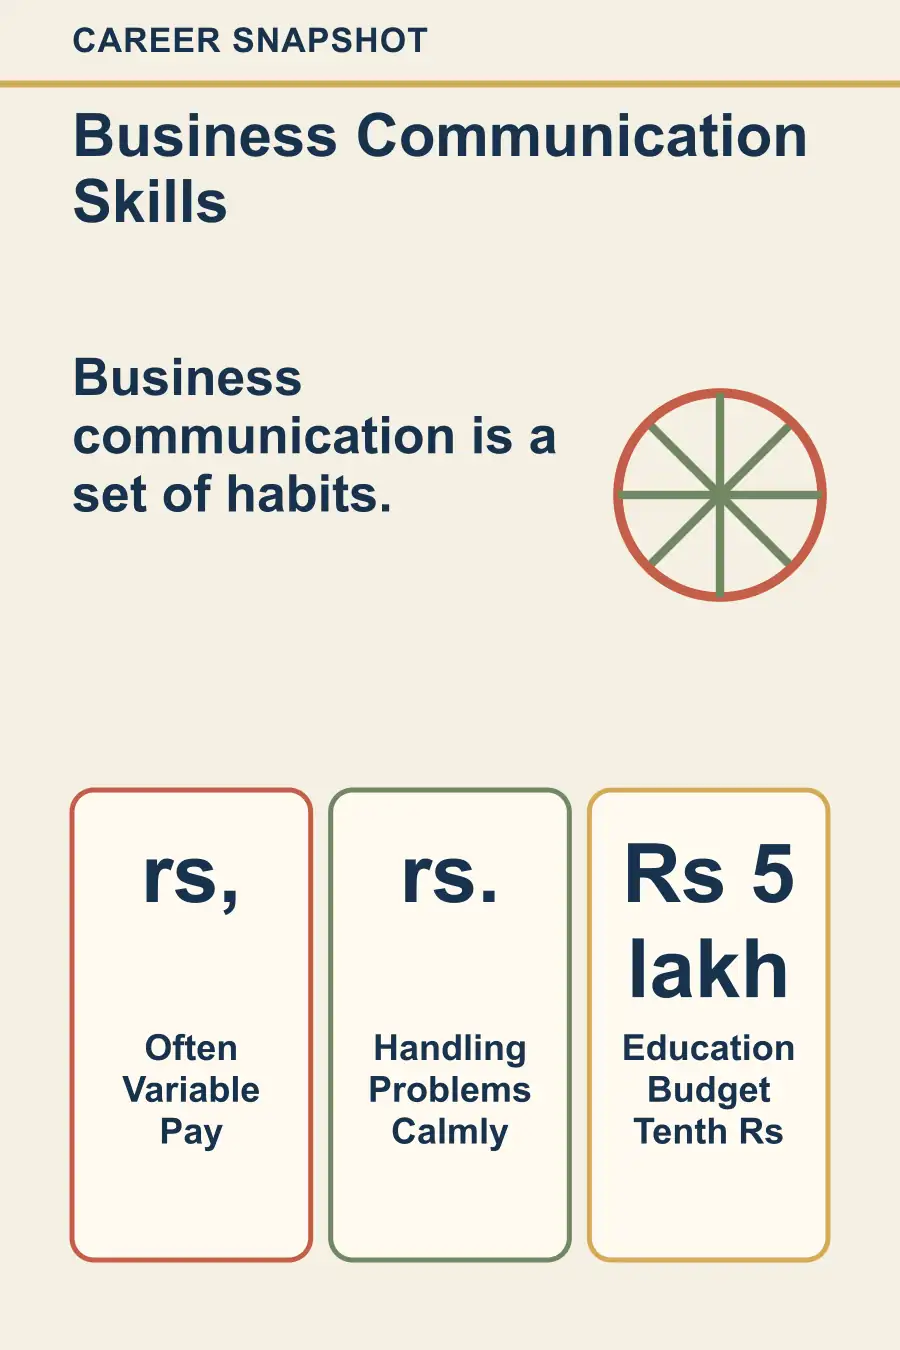 CAREER SNAPSHOT
Business Communication
Skills
Business
communication is a
set of habits.
rs,
Often
Variable
Pay
rs.
Handling
Problems
Calmly
Rs 5
lakh
Education
Budget
Tenth Rs